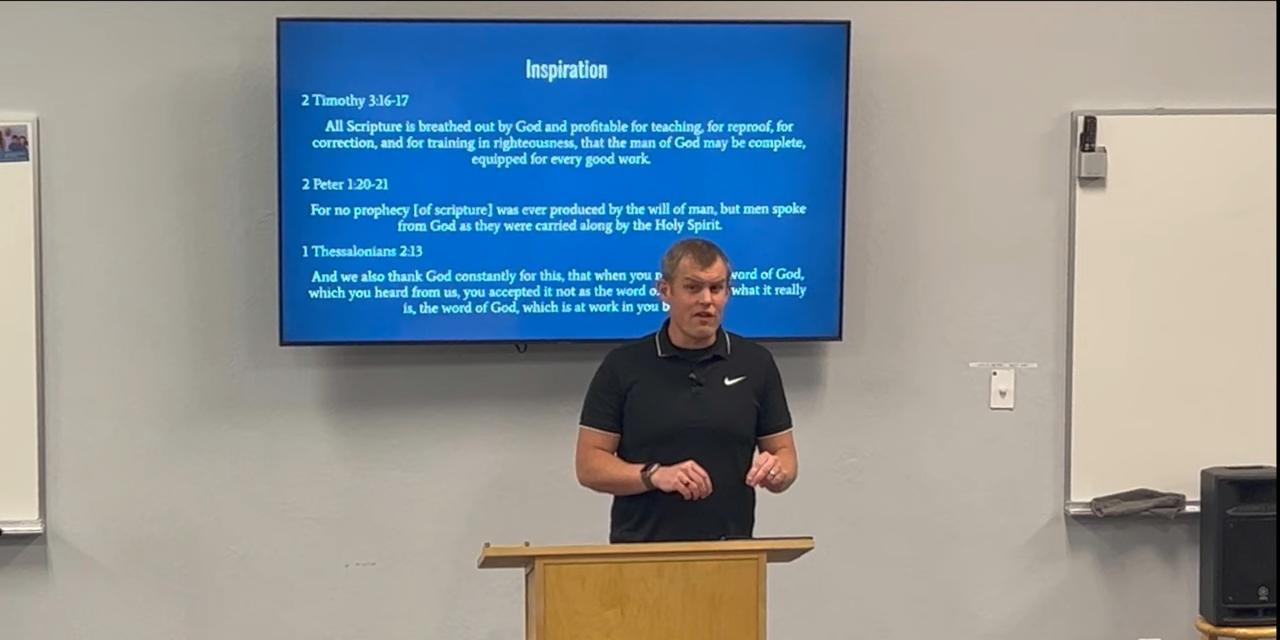 Inspiration
2 Timothy 3:16-17
All Scripture is breathed out by God and profitable for teaching, for reproof, for
correction, and for training in righteousness, that the man of God may be complete,
equipped for every good work.
2 Peter 1:20-21
For no prophecy [of scripture] was ever produced by the will of man, but men spoke
from God as they were carried along by the Holy Spirit.
1 Thessalonians 2:13
And we also thank God constantly for this, that when you word of God,
which you heard from us, you accepted it not as the word what it really
is, the word of God, which is at work in you